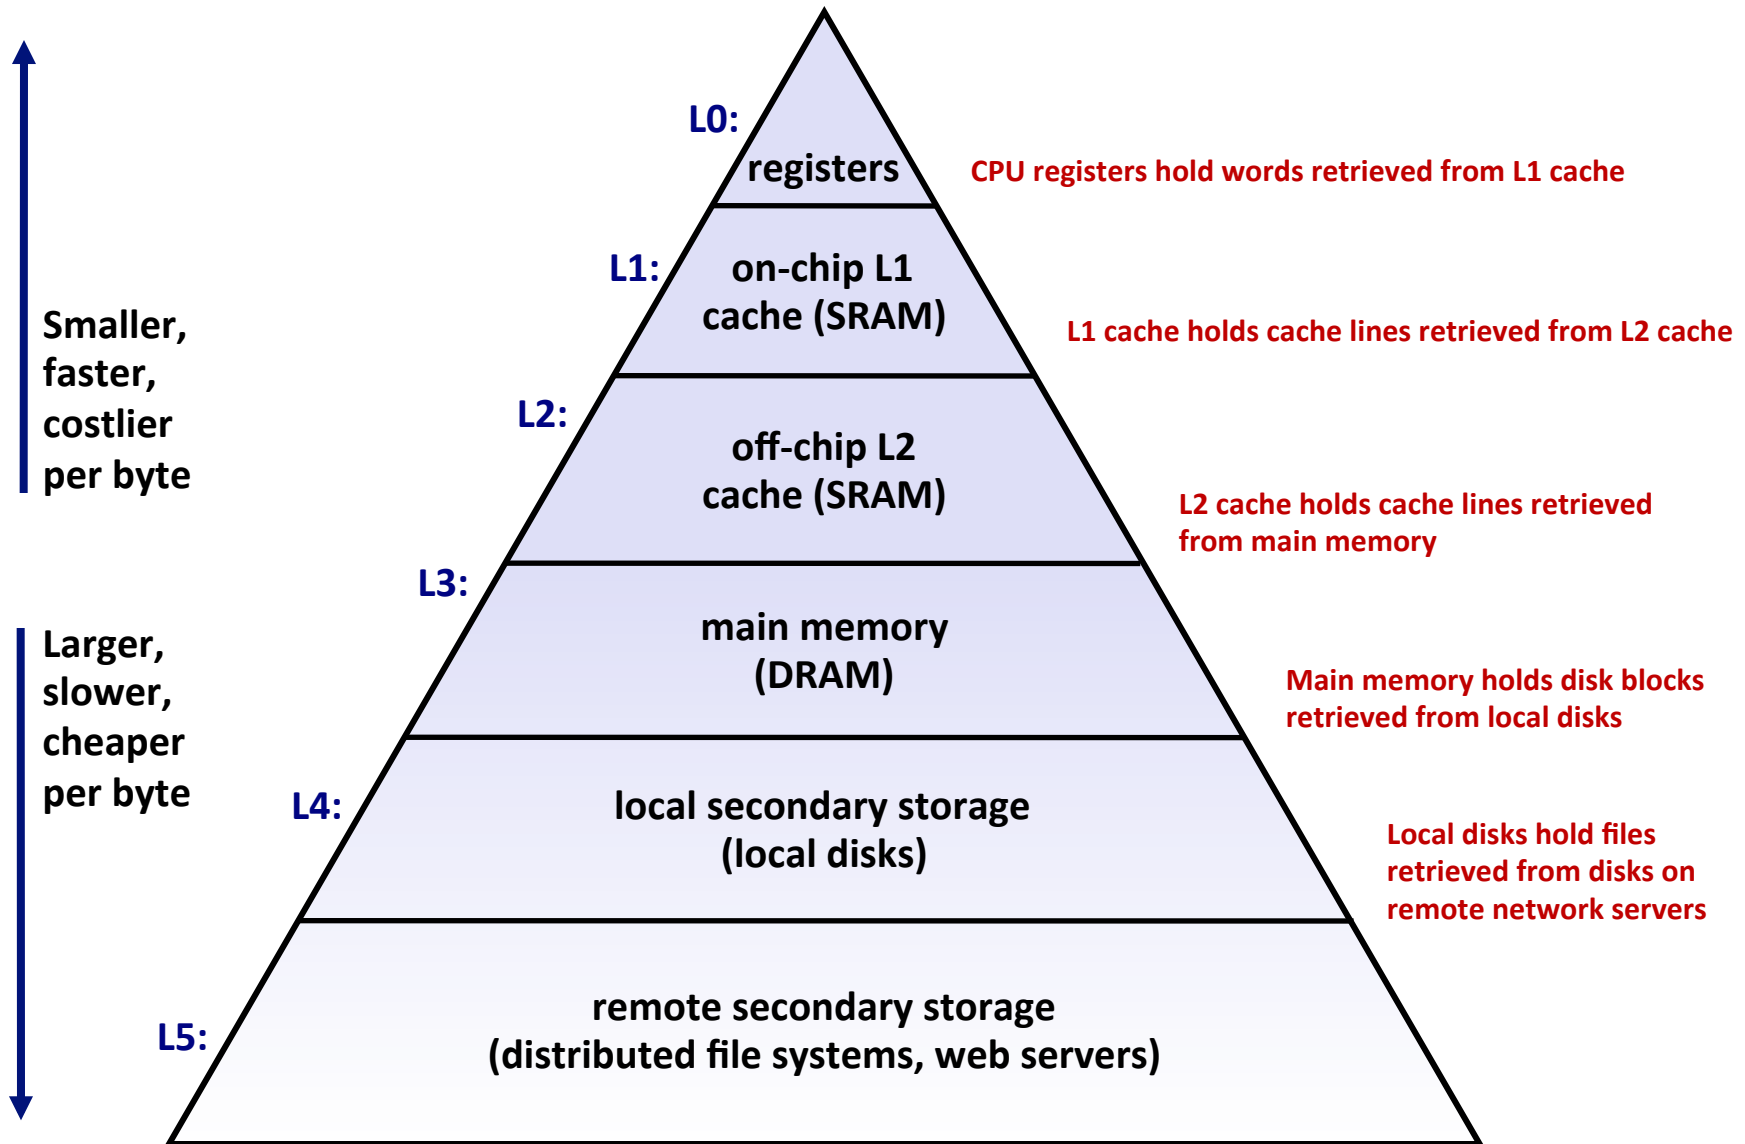 L0:
registers
CPU registers hold words retrieved from L1 cache
L1:
on-chip L1
cache (SRAM)
L1 cache holds cache lines retrieved from L2 cache
Smaller,
faster,
costlier
per byte
L2:
off-chip L2
cache (SRAM)
L2 cache holds cache lines retrieved
from main memory
L3:
main memory
(DRAM)
Main memory holds disk blocks
retrieved from local disks
Larger,
slower,
cheaper
per byte
L4:
local secondary storage
(local disks)
Local disks hold files
retrieved from disks on
remote network servers
L5:
remote secondary storage
(distributed file systems, web servers)